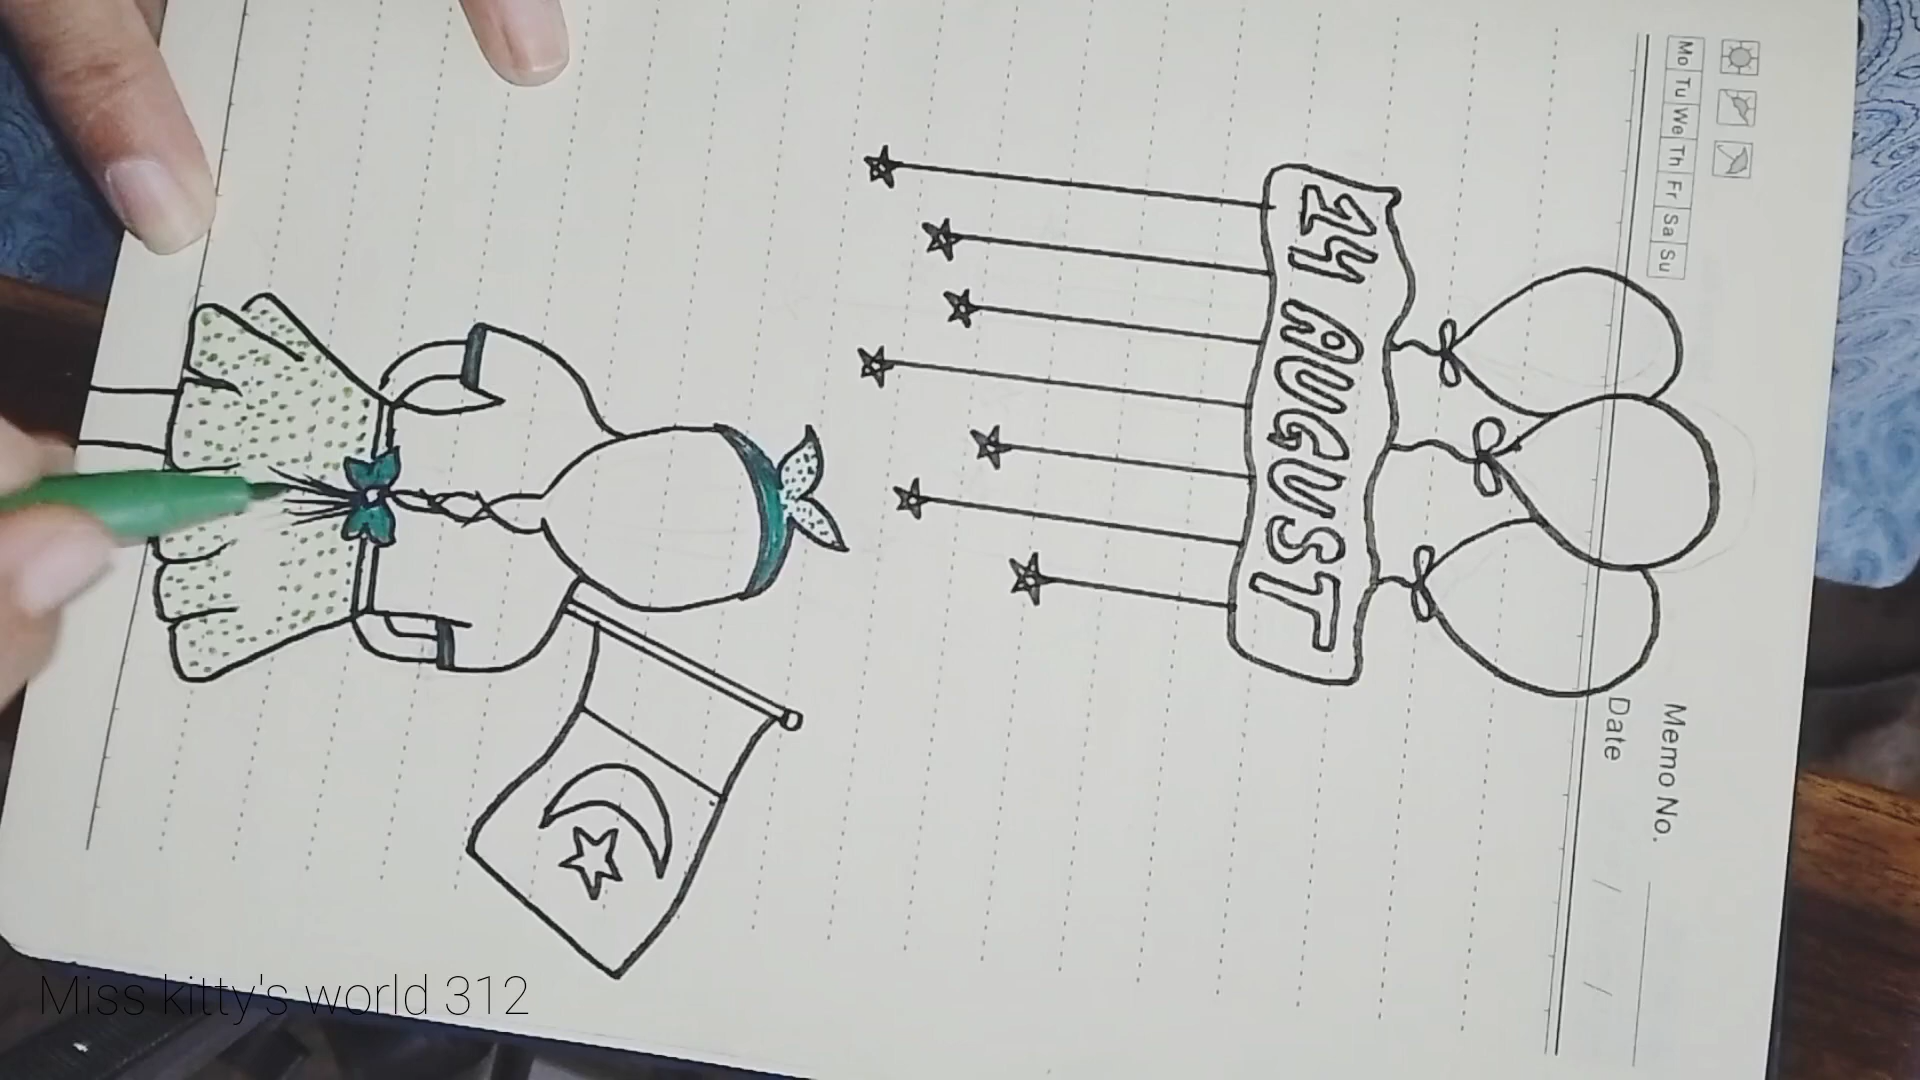 Mo Tu We Th Fr Sa Su
Memo No.
Date / /
14 AUGUST
Miss kitty's world 312